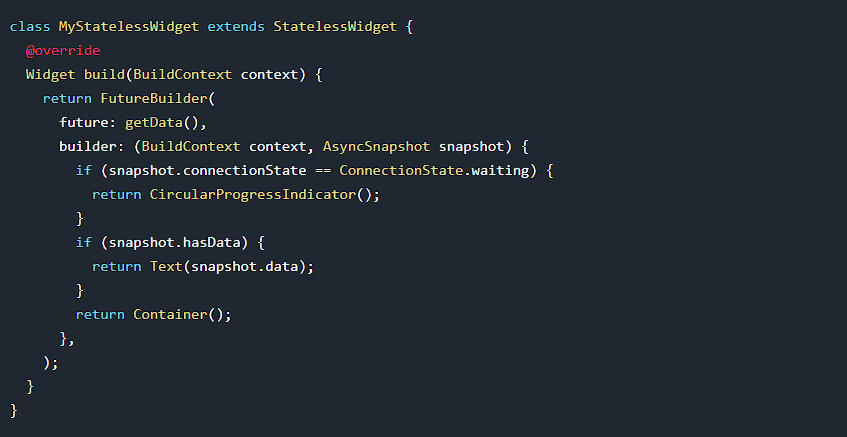 class MyStatelessWidget extends StatelessWidget {
  @override
  Widget build(BuildContext context) {
    return FutureBuilder(
      future: getData(),
      builder: (BuildContext context, AsyncSnapshot snapshot) {
        if (snapshot.connectionState == ConnectionState.waiting) {
          return CircularProgressIndicator();
        }
        if (snapshot.hasData) {
          return Text(snapshot.data);
        }
        return Container();
      },
    );
  }
}